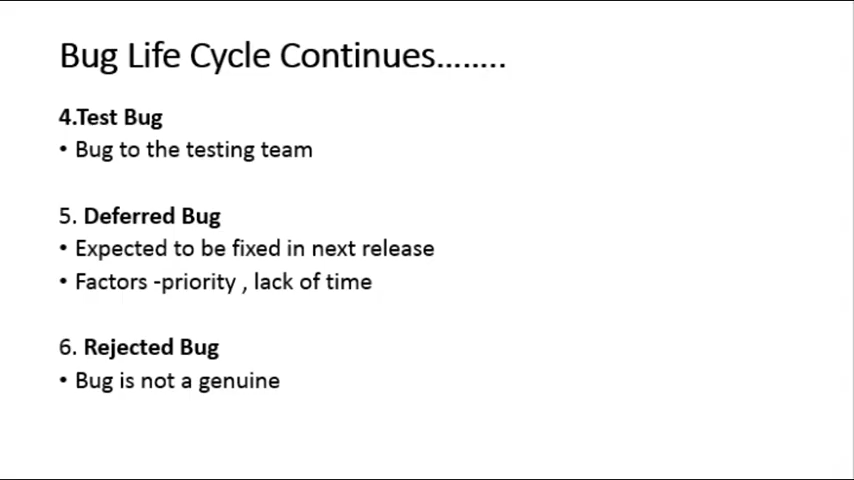 Bug Life Cycle Continues........
4.Test Bug
• Bug to the testing team
5. Deferred Bug
• Expected to be fixed in next release
• Factors -priority , lack of time
6. Rejected Bug
• Bug is not a genuine